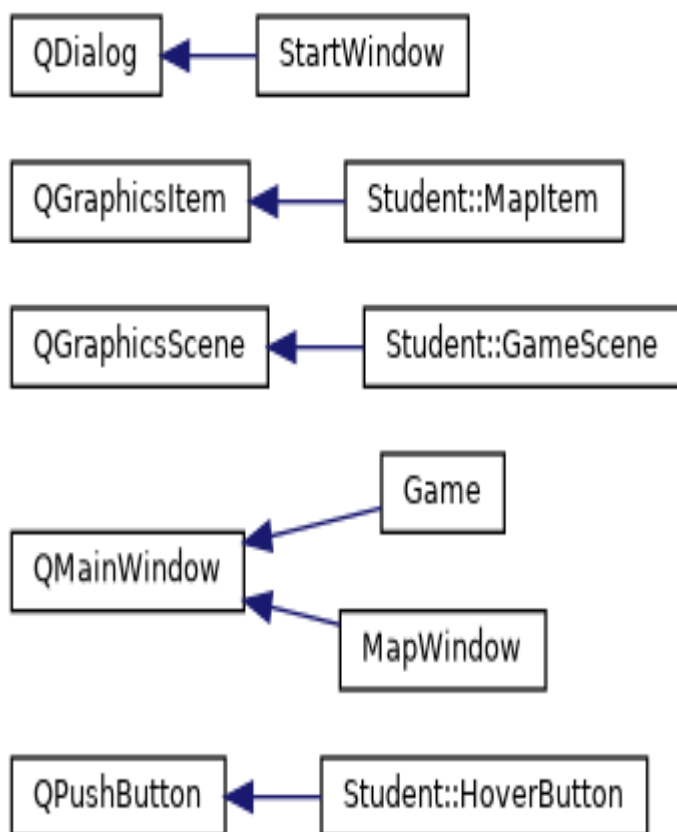 QDialog
StartWindow
QGraphicsItem
Student::MapItem
QGraphicsScene
Student::GameScene
Game
QMainWindow
MapWindow
QPushButton
Student::HoverButton